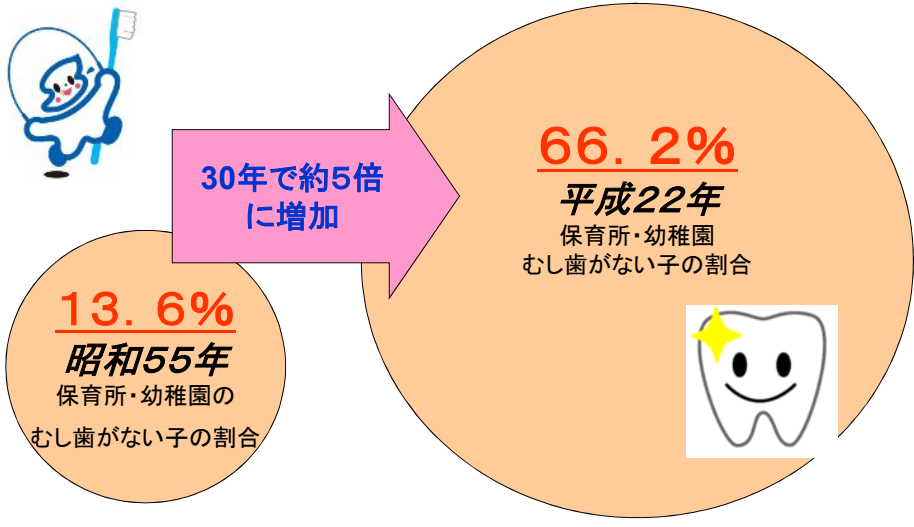 13．6％
昭和55年
保育所・幼稚園の
むし歯がない子の割合
30年で約５倍
に増加
66．2％
平成22年
保育所・幼稚園
むし歯がない子の割合